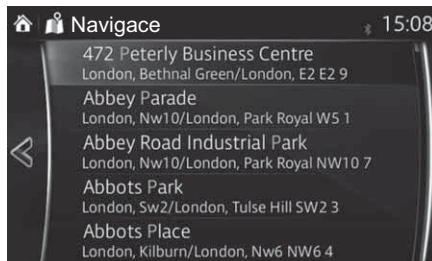 Navigace 15:08
472 Peterly Business Centre
London, Bethnal Green/London, E2 E2 9
Abbey Parade
London, Nw10/London, Park Royal W5 1
Abbey Road Industrial Park
London, Nw10/London, Park Royal NW10 7
Abbots Park
London, Sw2/London, Tulse Hill SW2 3
Abbots Place
London, Kilburn/London, Nw6 NW6 4